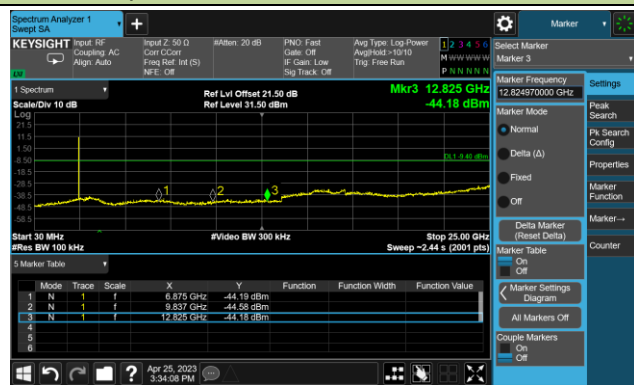 Spectrum Analyzer 1
Swept SA
+
Marker
KEYSIGHT
Input: RF
Coupling: AC
Align: Auto
Input Z: 50 Ω
Corr CCorr
Freq Ref: Int (S)
NFE: Off
#Atten: 20 dB
PNO: Fast
Gate: Off
IF Gain: Low
Sig Track: Off
Avg Type: Log-Power
Avg|Hold:>10/10
Trig: Free Run
1 2 3 4 5 6
M W W W W W
P N N N N N
LXI
Select Marker
Marker 3
1 Spectrum
Scale/Div 10 dB
Log
Ref Lvl Offset 21.50 dB
Ref Level 31.50 dBm
Mkr3 12.825 GHz
-44.18 dBm
21.5
11.5
1.50
-8.50
-18.5
-28.5
-38.5
-48.5
-58.5
DL1 -9.40 dBm
1
2
3
Start 30 MHz
#Res BW 100 kHz
#Video BW 300 kHz
Stop 25.00 GHz
Sweep ~2.44 s (2001 pts)
5 Marker Table
Mode Trace Scale X Y Function Function Width Function Value
1 N 1 f 6.875 GHz -44.19 dBm
2 N 1 f 9.837 GHz -44.58 dBm
3 N 1 f 12.825 GHz -44.18 dBm
4
5
6
Marker Frequency
12.824970000 GHz
Marker Mode
Normal
Delta (Δ)
Fixed
Off
Delta Marker
(Reset Delta)
Marker Table
On
Off
Marker Settings
Diagram
All Markers Off
Couple Markers
On
Off
Settings
Peak
Search
Pk Search
Config
Properties
Marker
Function
Marker→
Counter
?
Apr 25, 2023
3:34:08 PM